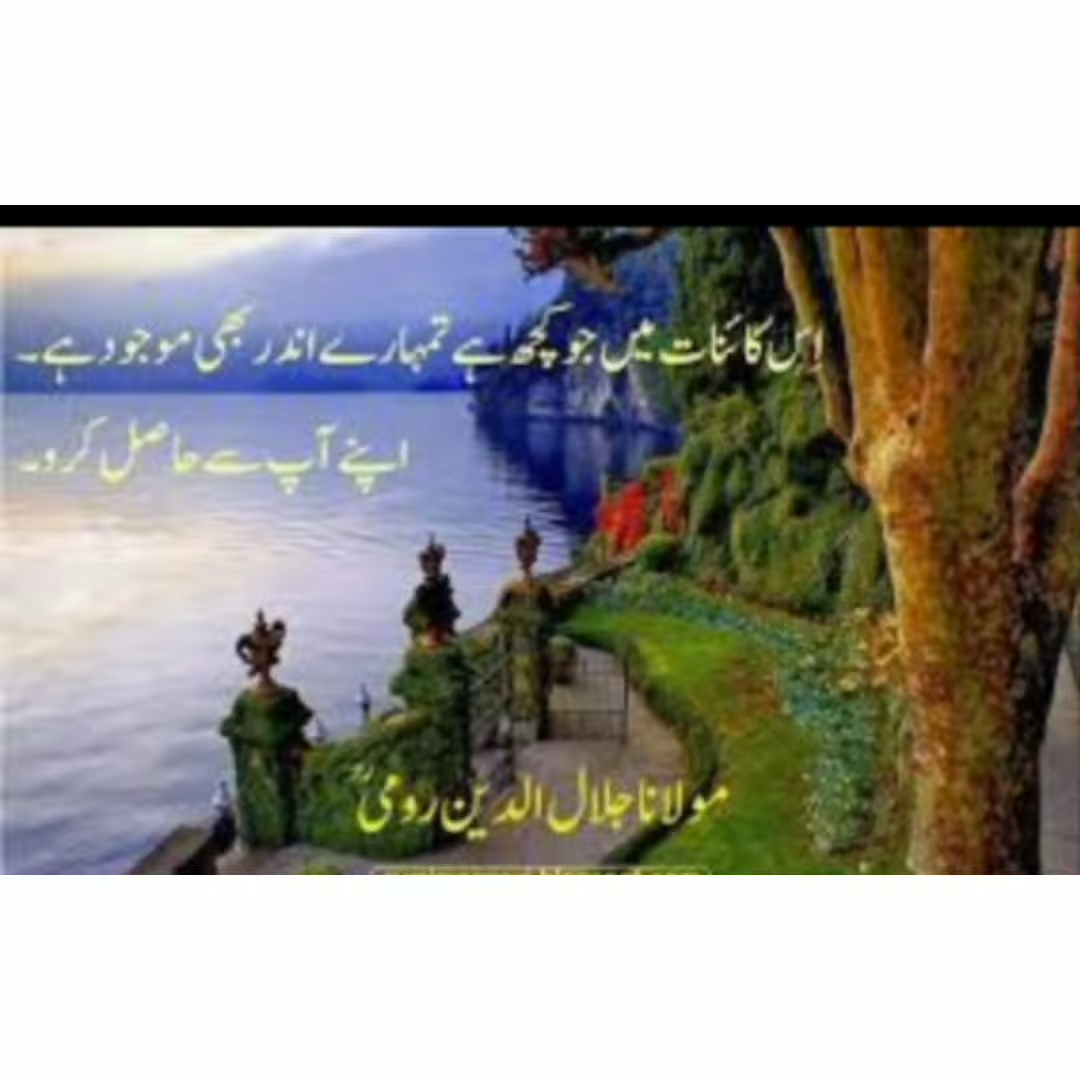 اِس کائنات میں جو کچھ ہے تمہارے اندر بھی موجود ہے۔
اپنے آپ سے حاصل کرو۔
مولانا جلال الدین رومیؒ